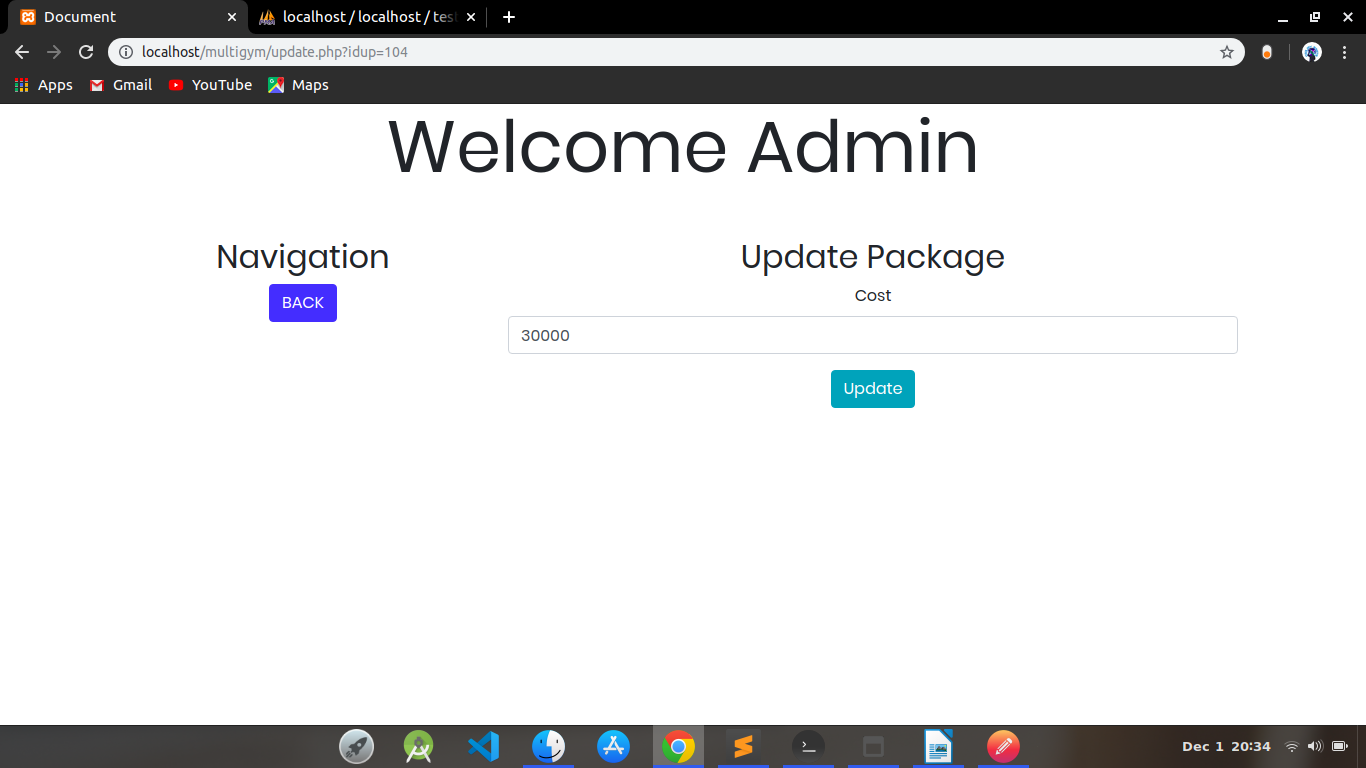 Document
localhost / localhost / tes
localhost/multigym/update.php?idup=104
Apps
Gmail
YouTube
Maps
Welcome Admin
Navigation
BACK
Update Package
Cost
30000
Update
Dec 1 20:34